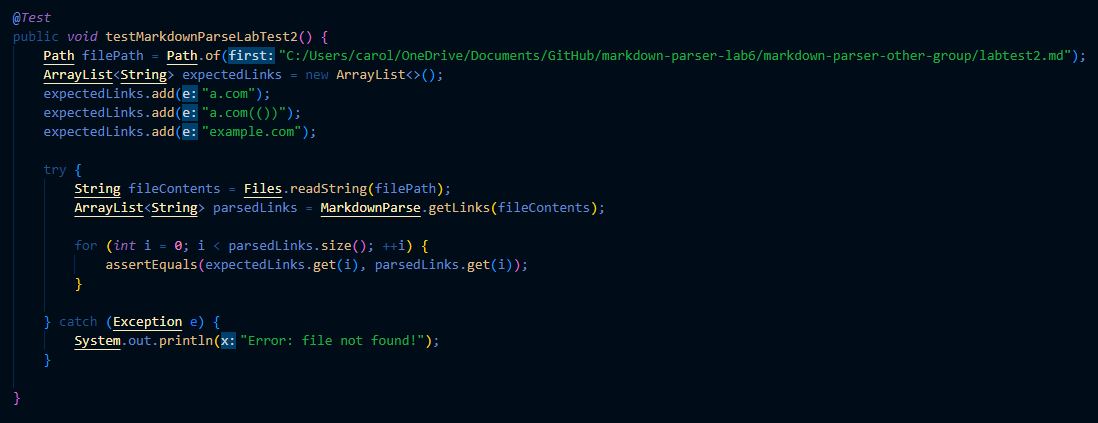 @Test
public void testMarkdownParseLabTest2() {
    Path filePath = Path.of(first: "C:/Users/carol/OneDrive/Documents/GitHub/markdown-parser-lab6/markdown-parser-other-group/labtest2.md");
    ArrayList<String> expectedLinks = new ArrayList<>();
    expectedLinks.add(e: "a.com");
    expectedLinks.add(e: "a.com(())");
    expectedLinks.add(e: "example.com");

    try {
        String fileContents = Files.readString(filePath);
        ArrayList<String> parsedLinks = MarkdownParse.getLinks(fileContents);

        for (int i = 0; i < parsedLinks.size(); ++i) {
            assertEquals(expectedLinks.get(i), parsedLinks.get(i));
        }

    } catch (Exception e) {
        System.out.println(x: "Error: file not found!");
    }

}